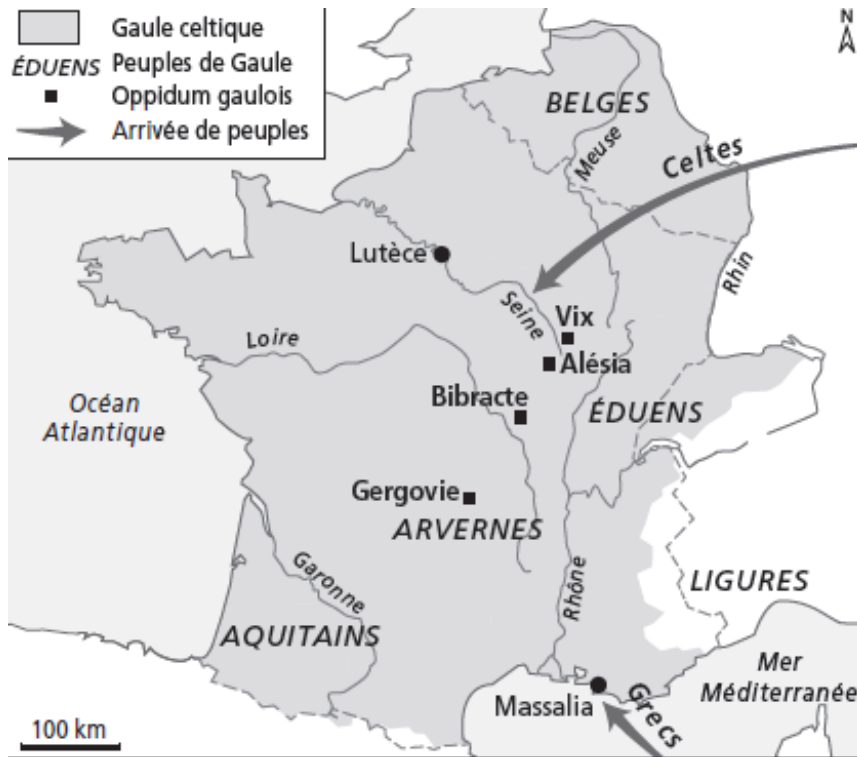 Gaule celtique
ÉDUENS Peuples de Gaule
Oppidum gaulois
Arrivée de peuples
N
BELGES
Meuse
Celtes
Lutèce
Rhin
Seine
Vix
Loire
Alésia
Bibracte
Océan
Atlantique
ÉDUENS
Gergovie
ARVERNES
Garonne
Rhône
LIGURES
AQUITAINS
Mer
Méditerranée
Massalia
Grecs
100 km